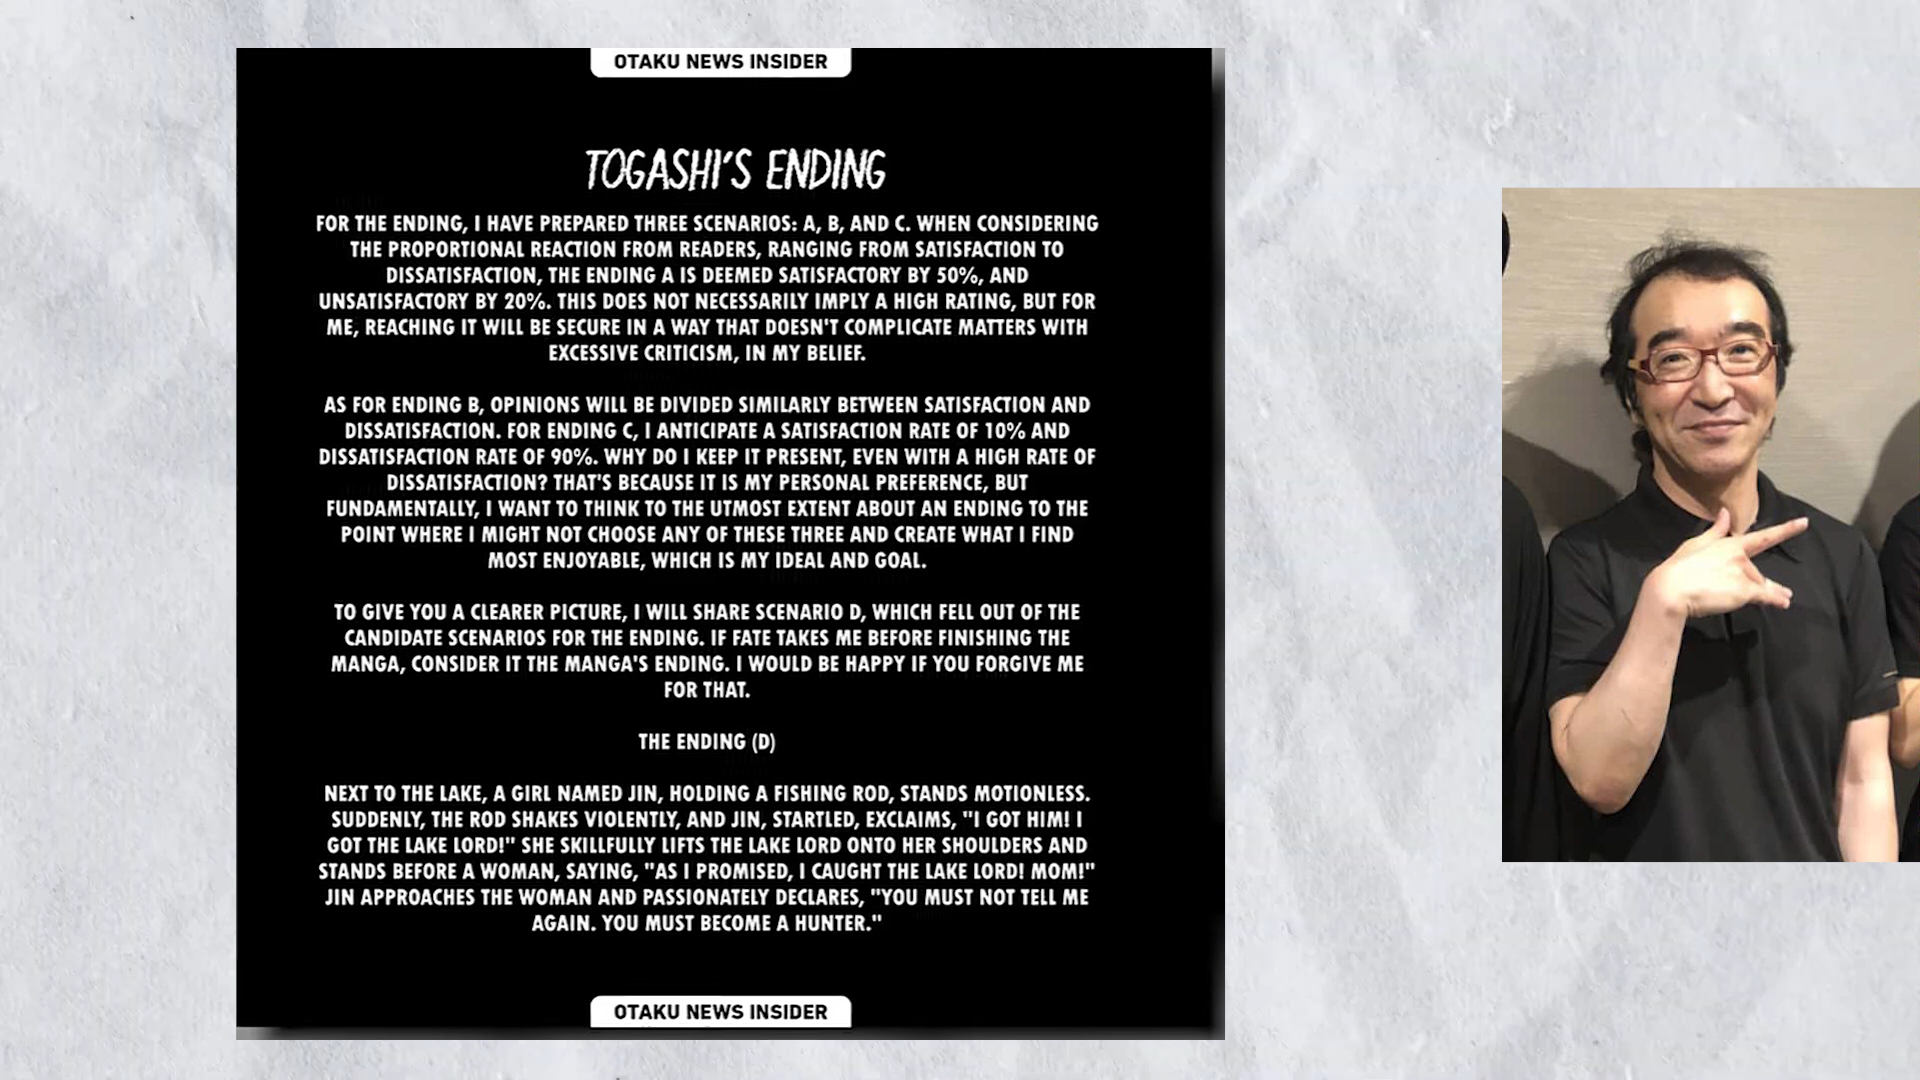 OTAKU NEWS INSIDER
TOGASHI'S ENDING
FOR THE ENDING, I HAVE PREPARED THREE SCENARIOS: A, B, AND C. WHEN CONSIDERING
THE PROPORTIONAL REACTION FROM READERS, RANGING FROM SATISFACTION TO
DISSATISFACTION, THE ENDING A IS DEEMED SATISFACTORY BY 50%, AND
UNSATISFACTORY BY 20%. THIS DOES NOT NECESSARILY IMPLY A HIGH RATING, BUT FOR
ME, REACHING IT WILL BE SECURE IN A WAY THAT DOESN'T COMPLICATE MATTERS WITH
EXCESSIVE CRITICISM, IN MY BELIEF.
AS FOR ENDING B, OPINIONS WILL BE DIVIDED SIMILARLY BETWEEN SATISFACTION AND
DISSATISFACTION. FOR ENDING C, I ANTICIPATE A SATISFACTION RATE OF 10% AND
DISSATISFACTION RATE OF 90%. WHY DO I KEEP IT PRESENT, EVEN WITH A HIGH RATE OF
DISSATISFACTION? THAT'S BECAUSE IT IS MY PERSONAL PREFERENCE, BUT
FUNDAMENTALLY, I WANT TO THINK TO THE UTMOST EXTENT ABOUT AN ENDING TO THE
POINT WHERE I MIGHT NOT CHOOSE ANY OF THESE THREE AND CREATE WHAT I FIND
MOST ENJOYABLE, WHICH IS MY IDEAL AND GOAL.
TO GIVE YOU A CLEARER PICTURE, I WILL SHARE SCENARIO D, WHICH FELL OUT OF THE
CANDIDATE SCENARIOS FOR THE ENDING. IF FATE TAKES ME BEFORE FINISHING THE
MANGA, CONSIDER IT THE MANGA'S ENDING. I WOULD BE HAPPY IF YOU FORGIVE ME
FOR THAT.
THE ENDING (D)
NEXT TO THE LAKE, A GIRL NAMED JIN, HOLDING A FISHING ROD, STANDS MOTIONLESS.
SUDDENLY, THE ROD SHAKES VIOLENTLY, AND JIN, STARTLED, EXCLAIMS, "I GOT HIM! I
GOT THE LAKE LORD!" SHE SKILLFULLY LIFTS THE LAKE LORD ONTO HER SHOULDERS AND
STANDS BEFORE A WOMAN, SAYING, "AS I PROMISED, I CAUGHT THE LAKE LORD! MOM!"
JIN APPROACHES THE WOMAN AND PASSIONATELY DECLARES, "YOU MUST NOT TELL ME
AGAIN. YOU MUST BECOME A HUNTER."
OTAKU NEWS INSIDER